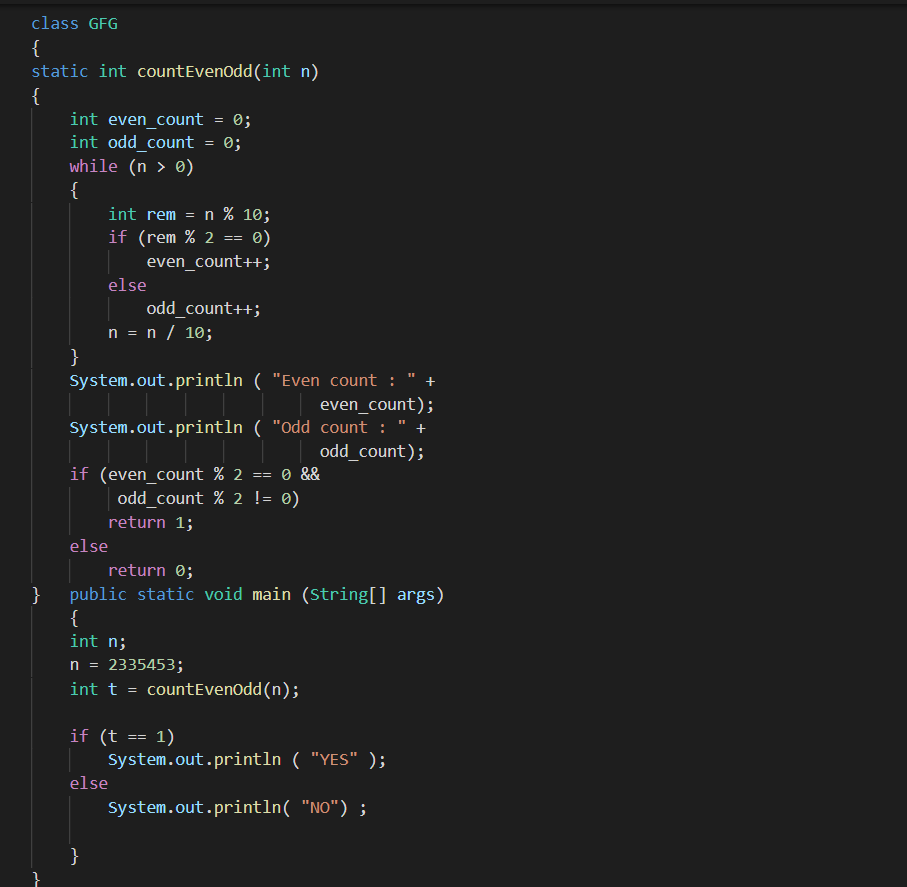 class GFG
{
static int countEvenOdd(int n)
{
    int even_count = 0;
    int odd_count = 0;
    while (n > 0)
    {
        int rem = n % 10;
        if (rem % 2 == 0)
            even_count++;
        else
            odd_count++;
        n = n / 10;
    }
    System.out.println ( "Even count : " +
                              even_count);
    System.out.println ( "Odd count : " +
                              odd_count);
    if (even_count % 2 == 0 &&
         odd_count % 2 != 0)
        return 1;
    else
        return 0;
}   public static void main (String[] args)
    {
    int n;
    n = 2335453;
    int t = countEvenOdd(n);

    if (t == 1)
        System.out.println ( "YES" );
    else
        System.out.println( "NO") ;

    }
}